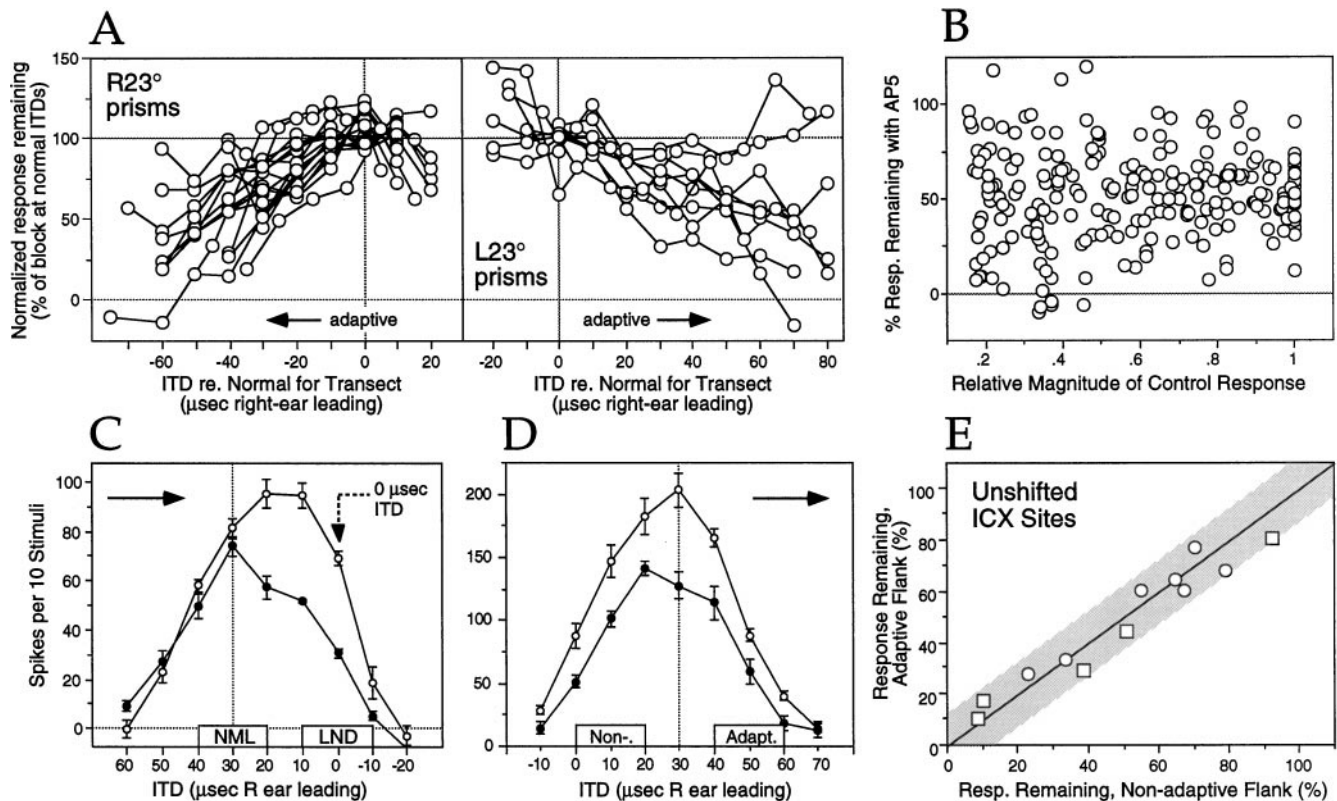 A
Normalized response remaining
(% of block at normal ITDs)
150
100
50
0
R23°
prisms
adaptive
L23°
prisms
adaptive
-60
-40
-20
0
20
-20
0
20
40
60
80
ITD re. Normal for Transect
(μsec right-ear leading)
ITD re. Normal for Transect
(μsec right-ear leading)
B
% Resp. Remaining with AP5
100
50
0
.2
.4
.6
.8
1
Relative Magnitude of Control Response
C
Spikes per 10 Stimuli
100
80
60
40
20
0
0 μsec
ITD
NML
LND
60
50
40
30
20
10
0
-10
-20
ITD (μsec R ear leading)
D
200
150
100
50
0
Non-.
Adapt.
-10
0
10
20
30
40
50
60
70
ITD (μsec R ear leading)
E
Response Remaining,
Adaptive Flank (%)
100
80
60
40
20
0
Unshifted
ICX Sites
0
20
40
60
80
100
Resp. Remaining, Non-adaptive Flank (%)